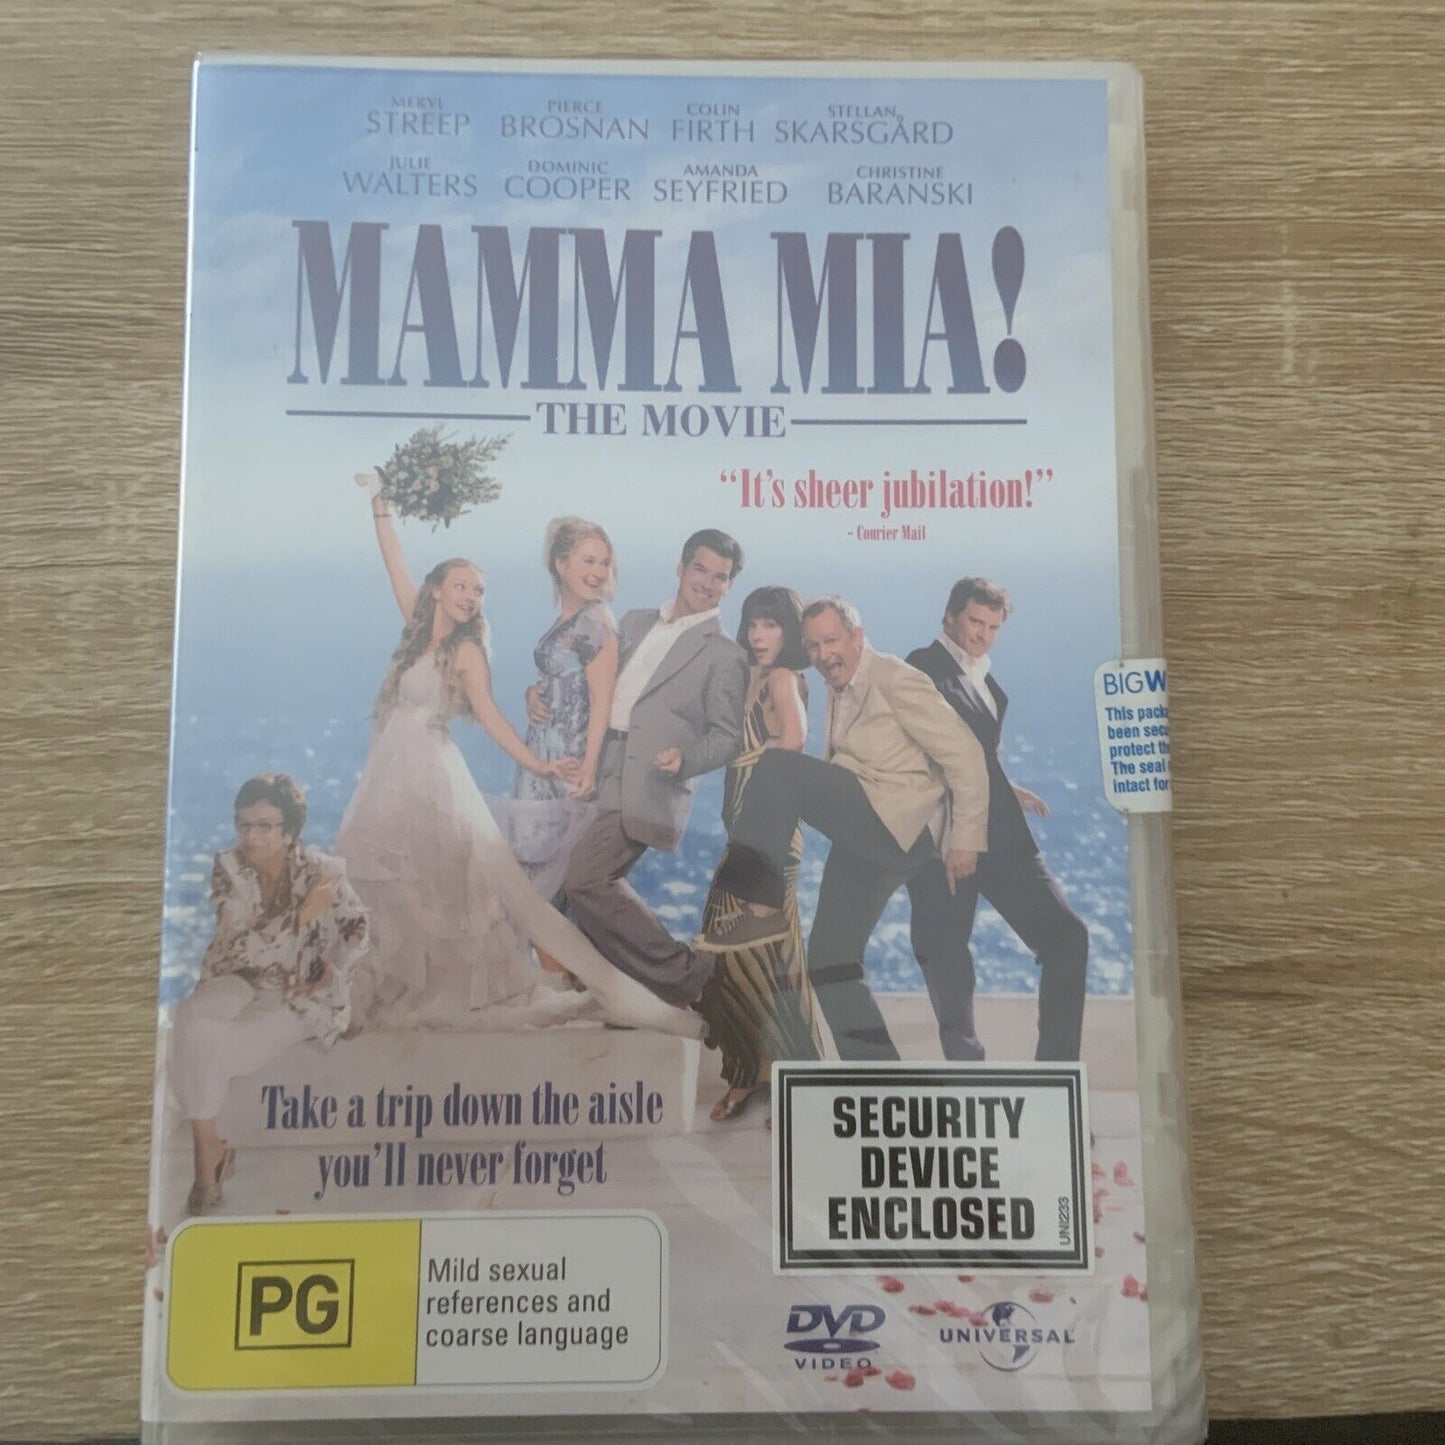 MERYL STREEP PIERCE BROSNAN COLIN FIRTH STELLAN SKARSGÅRD
JULIE WALTERS DOMINIC COOPER AMANDA SEYFRIED CHRISTINE BARANSKI
MAMMA MIA!
THE MOVIE
“It’s sheer jubilation!”
- Courier Mail
BIGW
This pack
been sec
protect th
The seal
intact for
Take a trip down the aisle
you’ll never forget
SECURITY
DEVICE
ENCLOSED
UNI233
PG
Mild sexual
references and
coarse language
DVD
VIDEO
UNIVERSAL